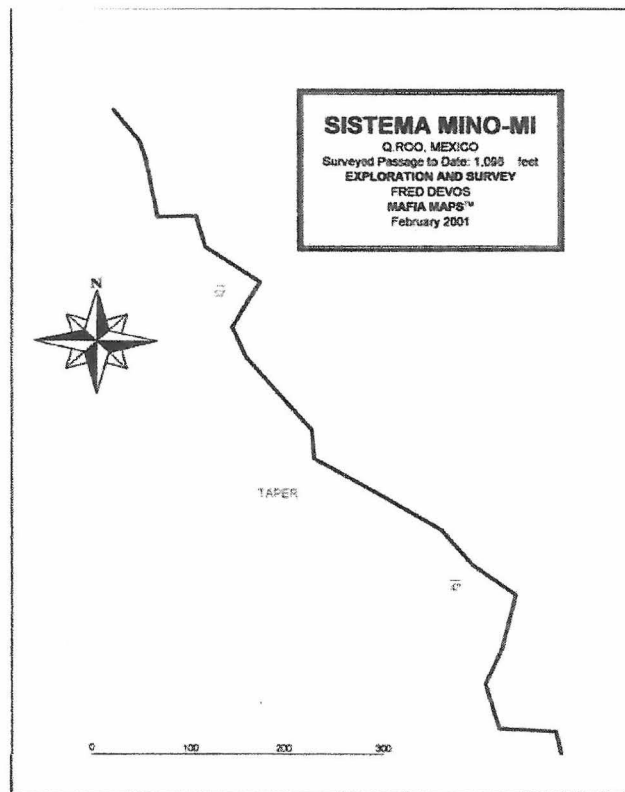 SISTEMA MINO-MI
Q.ROO, MEXICO
Surveyed Passage to Date: 1,096 feet
EXPLORATION AND SURVEY
FRED DEVOS
MAFIA MAPS™
February 2001
N
TAPER
0 100 200 300